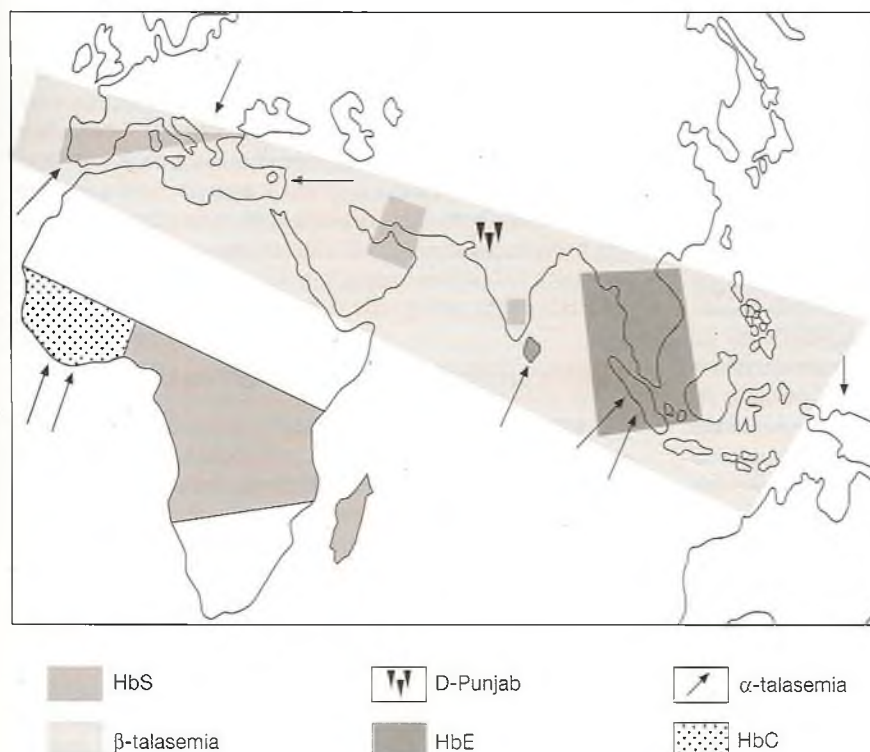 HbS
D-Punjab
α-talasemia
β-talasemia
HbE
HbC